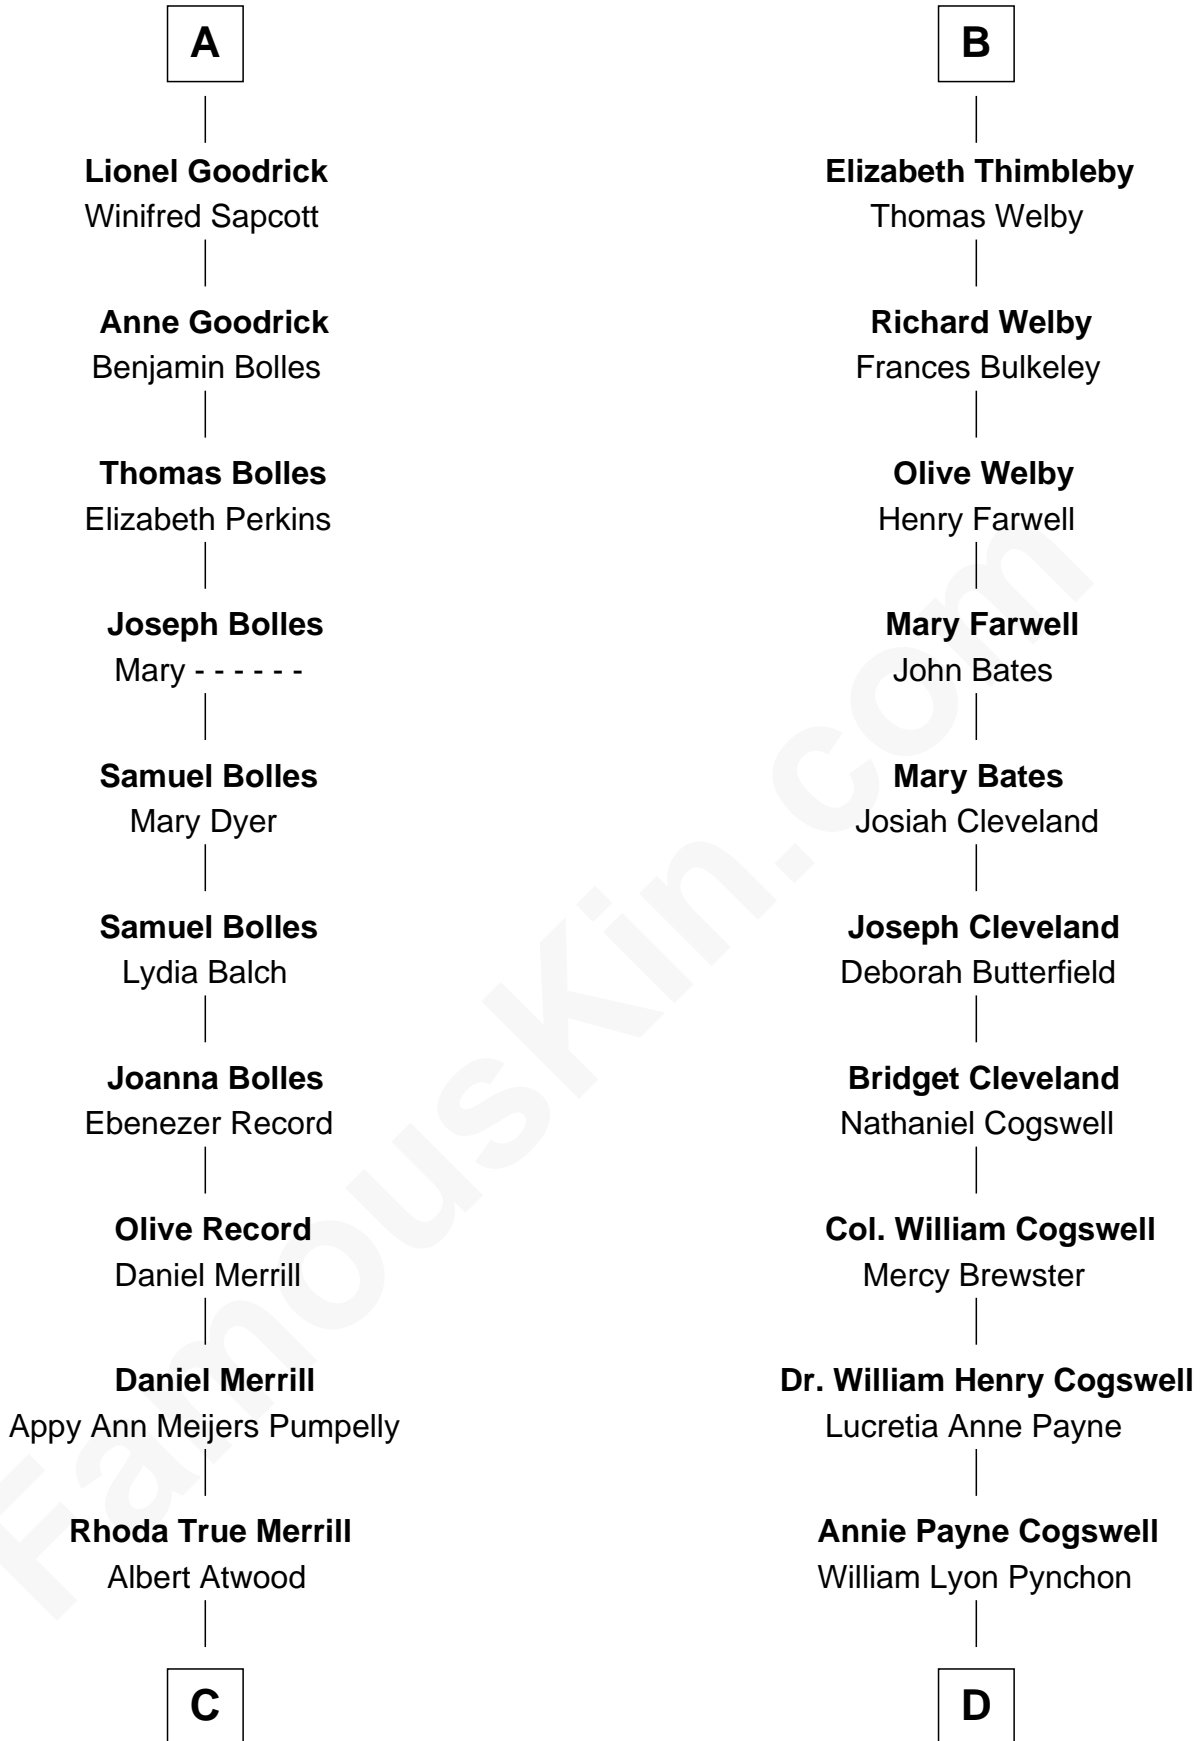 A
Lionel Goodrick
Winifred Sapcott
Anne Goodrick
Benjamin Bolles
Thomas Bolles
Elizabeth Perkins
Joseph Bolles
Mary - - - - - -
Samuel Bolles
Mary Dyer
Samuel Bolles
Lydia Balch
Joanna Bolles
Ebenezer Record
Olive Record
Daniel Merrill
Daniel Merrill
Appy Ann Meijers Pumpelly
Rhoda True Merrill
Albert Atwood
C
B
Elizabeth Thimbleby
Thomas Welby
Richard Welby
Frances Bulkeley
Olive Welby
Henry Farwell
Mary Farwell
John Bates
Mary Bates
Josiah Cleveland
Joseph Cleveland
Deborah Butterfield
Bridget Cleveland
Nathaniel Cogswell
Col. William Cogswell
Mercy Brewster
Dr. William Henry Cogswell
Lucretia Anne Payne
Annie Payne Cogswell
William Lyon Pynchon
D
FamousKin.com